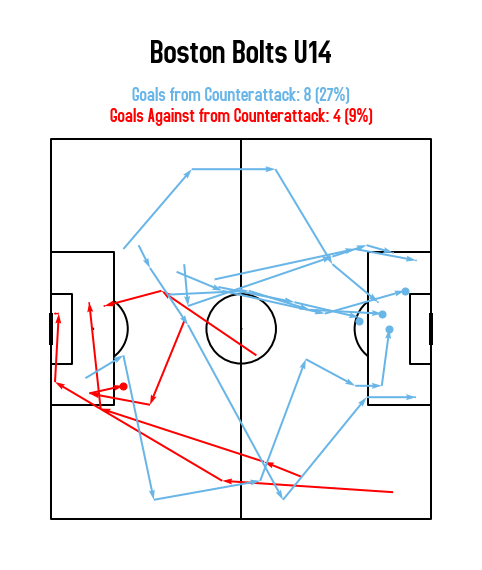 Boston Bolts U14
Goals from Counterattack: 8 (27%)
Goals Against from Counterattack: 4 (9%)